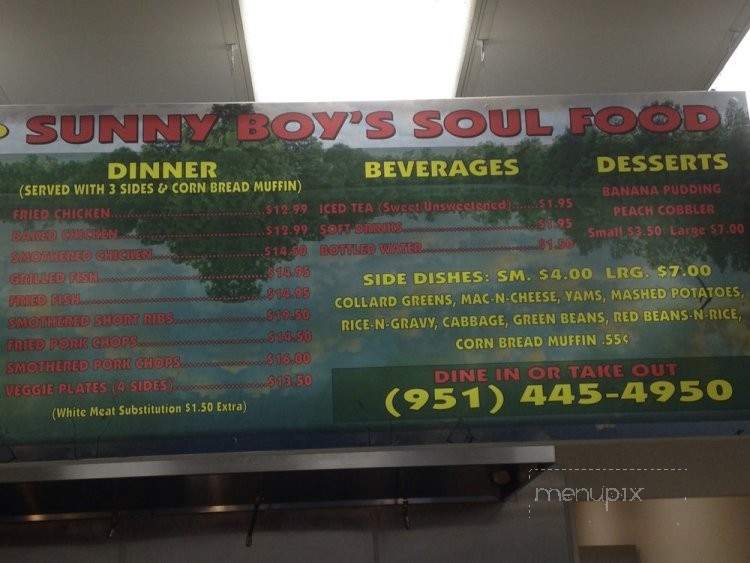 SUNNY BOY'S SOUL FOOD
DINNER
(SERVED WITH 3 SIDES & CORN BREAD MUFFIN)
FRIED CHICKEN $12.99
BAKED CHICKEN $12.99
SMOTHERED CHICKEN $14.50
GRILLED FISH $14.95
FRIED FISH $14.95
SMOTHERED SHORT RIBS $19.50
FRIED PORK CHOPS $14.50
SMOTHERED PORK CHOPS $16.00
VEGGIE PLATES (4 SIDES) $13.50
(White Meat Substitution $1.50 Extra)
BEVERAGES
ICED TEA (Sweet Unsweetened) $1.95
SOFT DRINKS $1.95
BOTTLED WATER $1.50
DESSERTS
BANANA PUDDING
PEACH COBBLER
Small $3.50 Large $7.00
SIDE DISHES: SM. $4.00 LRG. $7.00
COLLARD GREENS, MAC-N-CHEESE, YAMS, MASHED POTATOES,
RICE-N-GRAVY, CABBAGE, GREEN BEANS, RED BEANS-N-RICE,
CORN BREAD MUFFIN .55¢
DINE IN OR TAKE OUT
(951) 445-4950
menupix